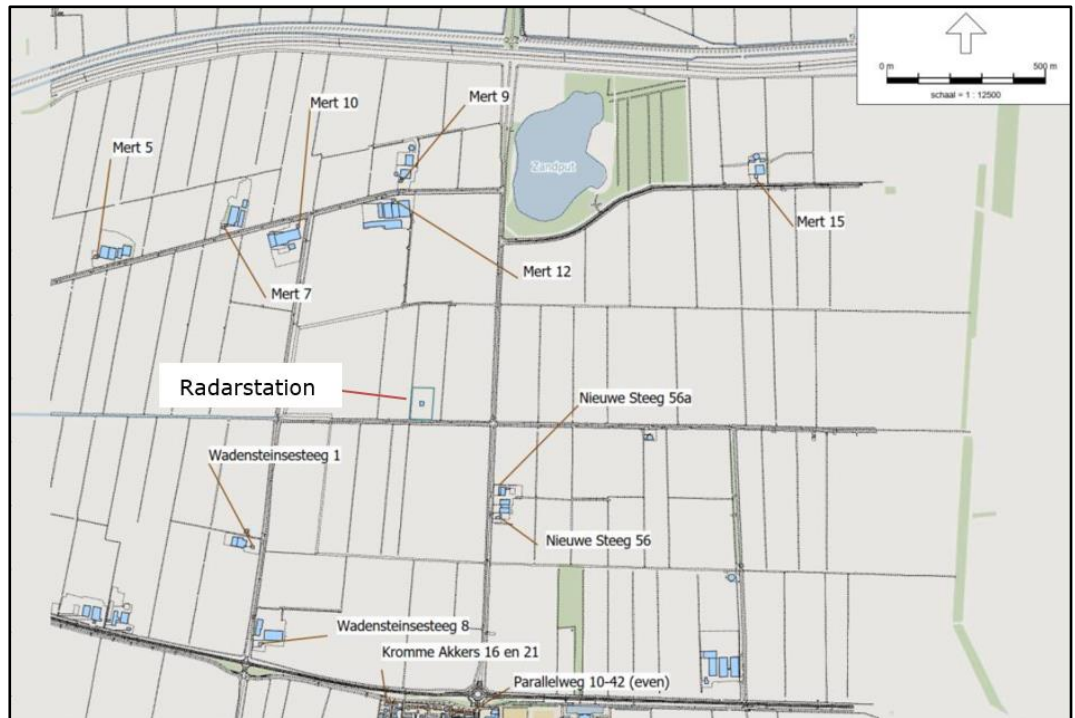 0 m
500 m
schaal = 1 : 12500
Mert 9
Mert 10
Mert 5
Zandput
Mert 15
Mert 12
Mert 7
Radarstation
Nieuwe Steeg 56a
Wadensteinsesteeg 1
Nieuwe Steeg 56
Wadensteinsesteeg 8
Kromme Akkers 16 en 21
Parallelweg 10-42 (even)